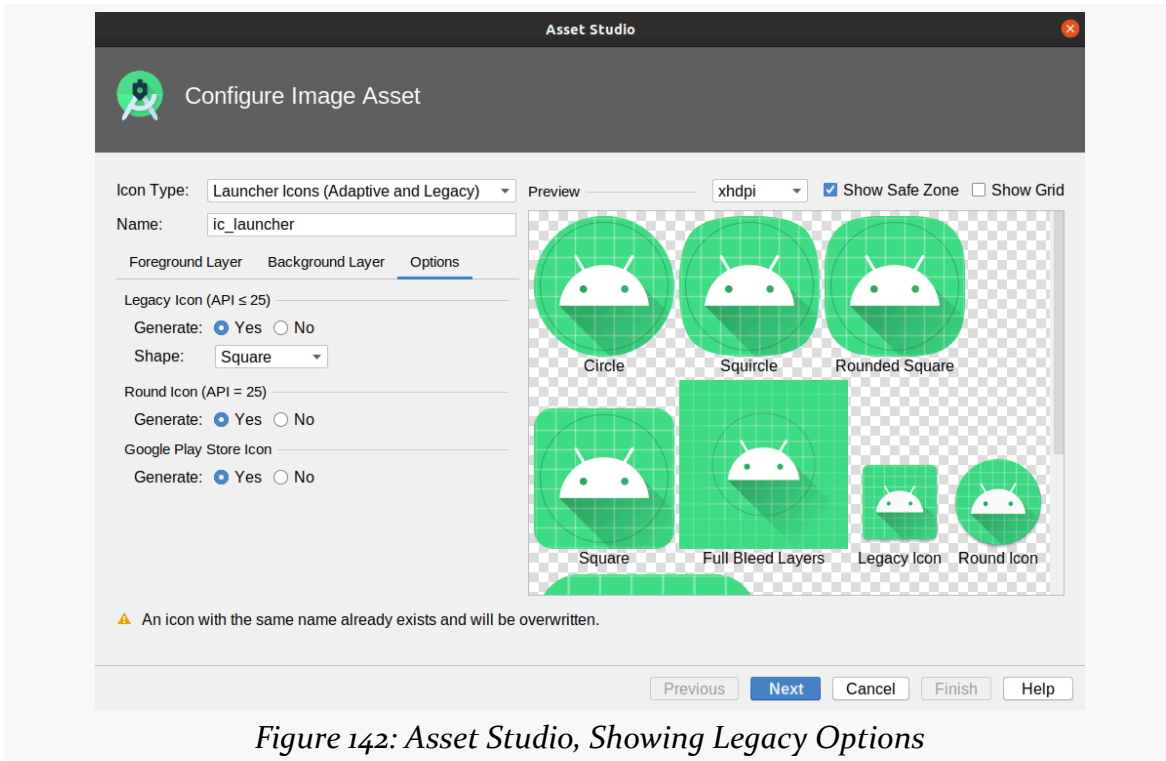 Asset Studio
Configure Image Asset
Icon Type: Launcher Icons (Adaptive and Legacy)
Name: ic_launcher
Foreground Layer Background Layer Options
Legacy Icon (API ≤ 25)
Generate: Yes No
Shape: Square
Round Icon (API = 25)
Generate: Yes No
Google Play Store Icon
Generate: Yes No
Preview xhdpi Show Safe Zone Show Grid
Circle Squircle Rounded Square
Square Full Bleed Layers Legacy Icon Round Icon
An icon with the same name already exists and will be overwritten.
Previous Next Cancel Finish Help
Figure 142: Asset Studio, Showing Legacy Options